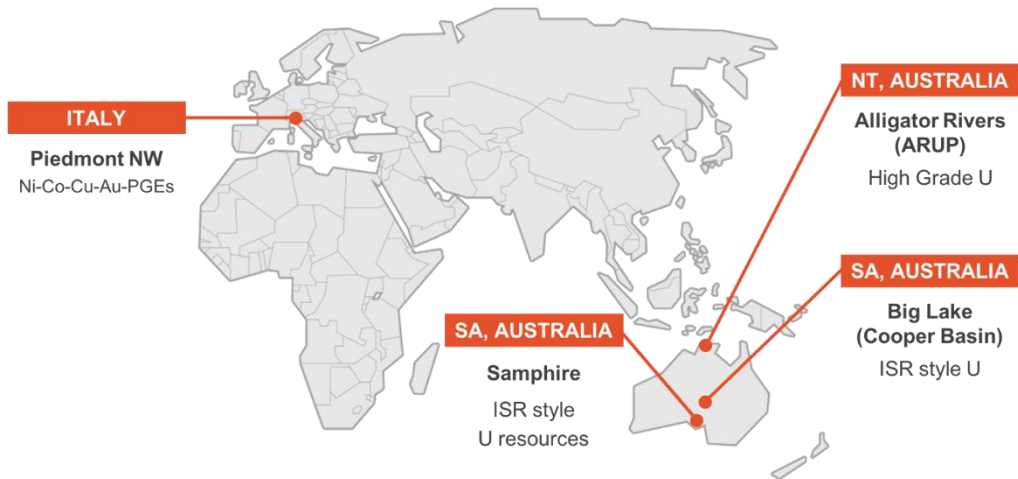 ITALY
Piedmont NW
Ni-Co-Cu-Au-PGEs
NT, AUSTRALIA
Alligator Rivers
(ARUP)
High Grade U
SA, AUSTRALIA
Big Lake
(Cooper Basin)
ISR style U
SA, AUSTRALIA
Samphire
ISR style
U resources